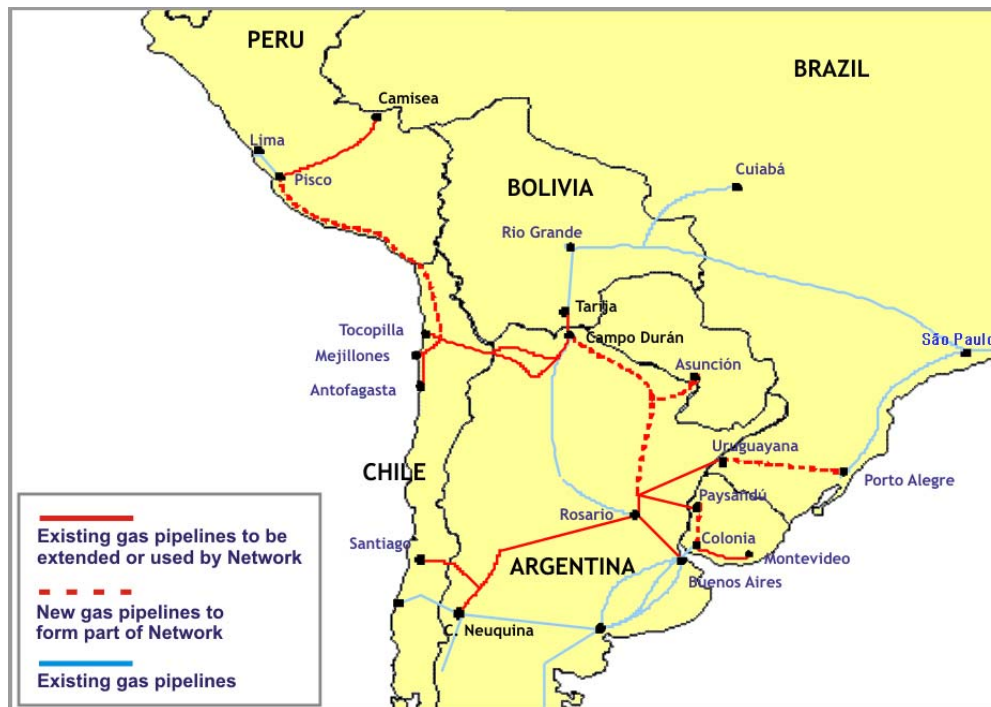 PERU
BRAZIL
Camisea
Lima
Pisco
Cuiabá
BOLIVIA
Rio Grande
Tarija
Tocopilla
Campo Durán
São Paulo
Mejillones
Asunción
Antofagasta
Uruguayana
CHILE
Porto Alegre
Paysandú
Rosario
Colonia
Santiago
Montevideo
ARGENTINA
Buenos Aires
C. Neuquina
Existing gas pipelines to be
extended or used by Network
New gas pipelines to
form part of Network
Existing gas pipelines